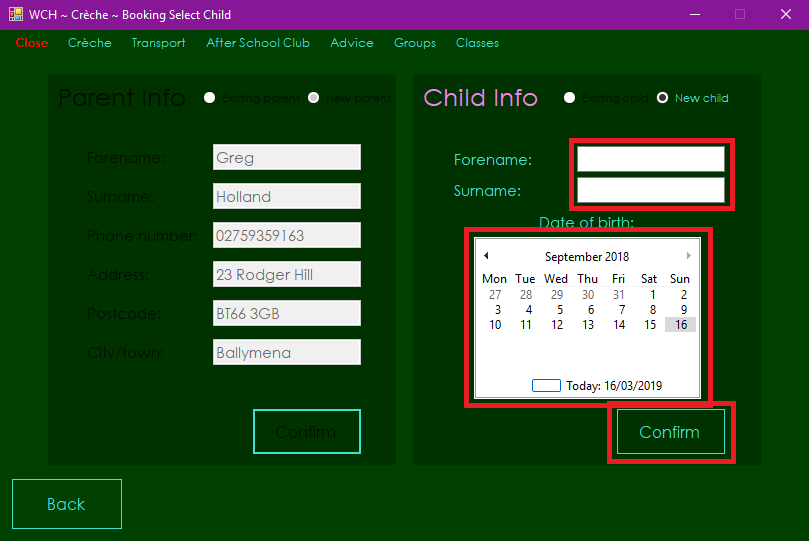 WCH ~ Crèche ~ Booking Select Child
Close Crèche Transport After School Club Advice Groups Classes
Parent Info Existing parent New parent
Forename: Greg
Surname: Holland
Phone number: 02759359163
Address: 23 Rodger Hill
Postcode: BT66 3GB
City/town: Ballymena
Confirm
Child Info Existing child New child
Forename:
Surname:
Date of birth:
September 2018
Mon Tue Wed Thu Fri Sat Sun
27 28 29 30 31 1 2
3 4 5 6 7 8 9
10 11 12 13 14 15 16
Today: 16/03/2019
Confirm
Back